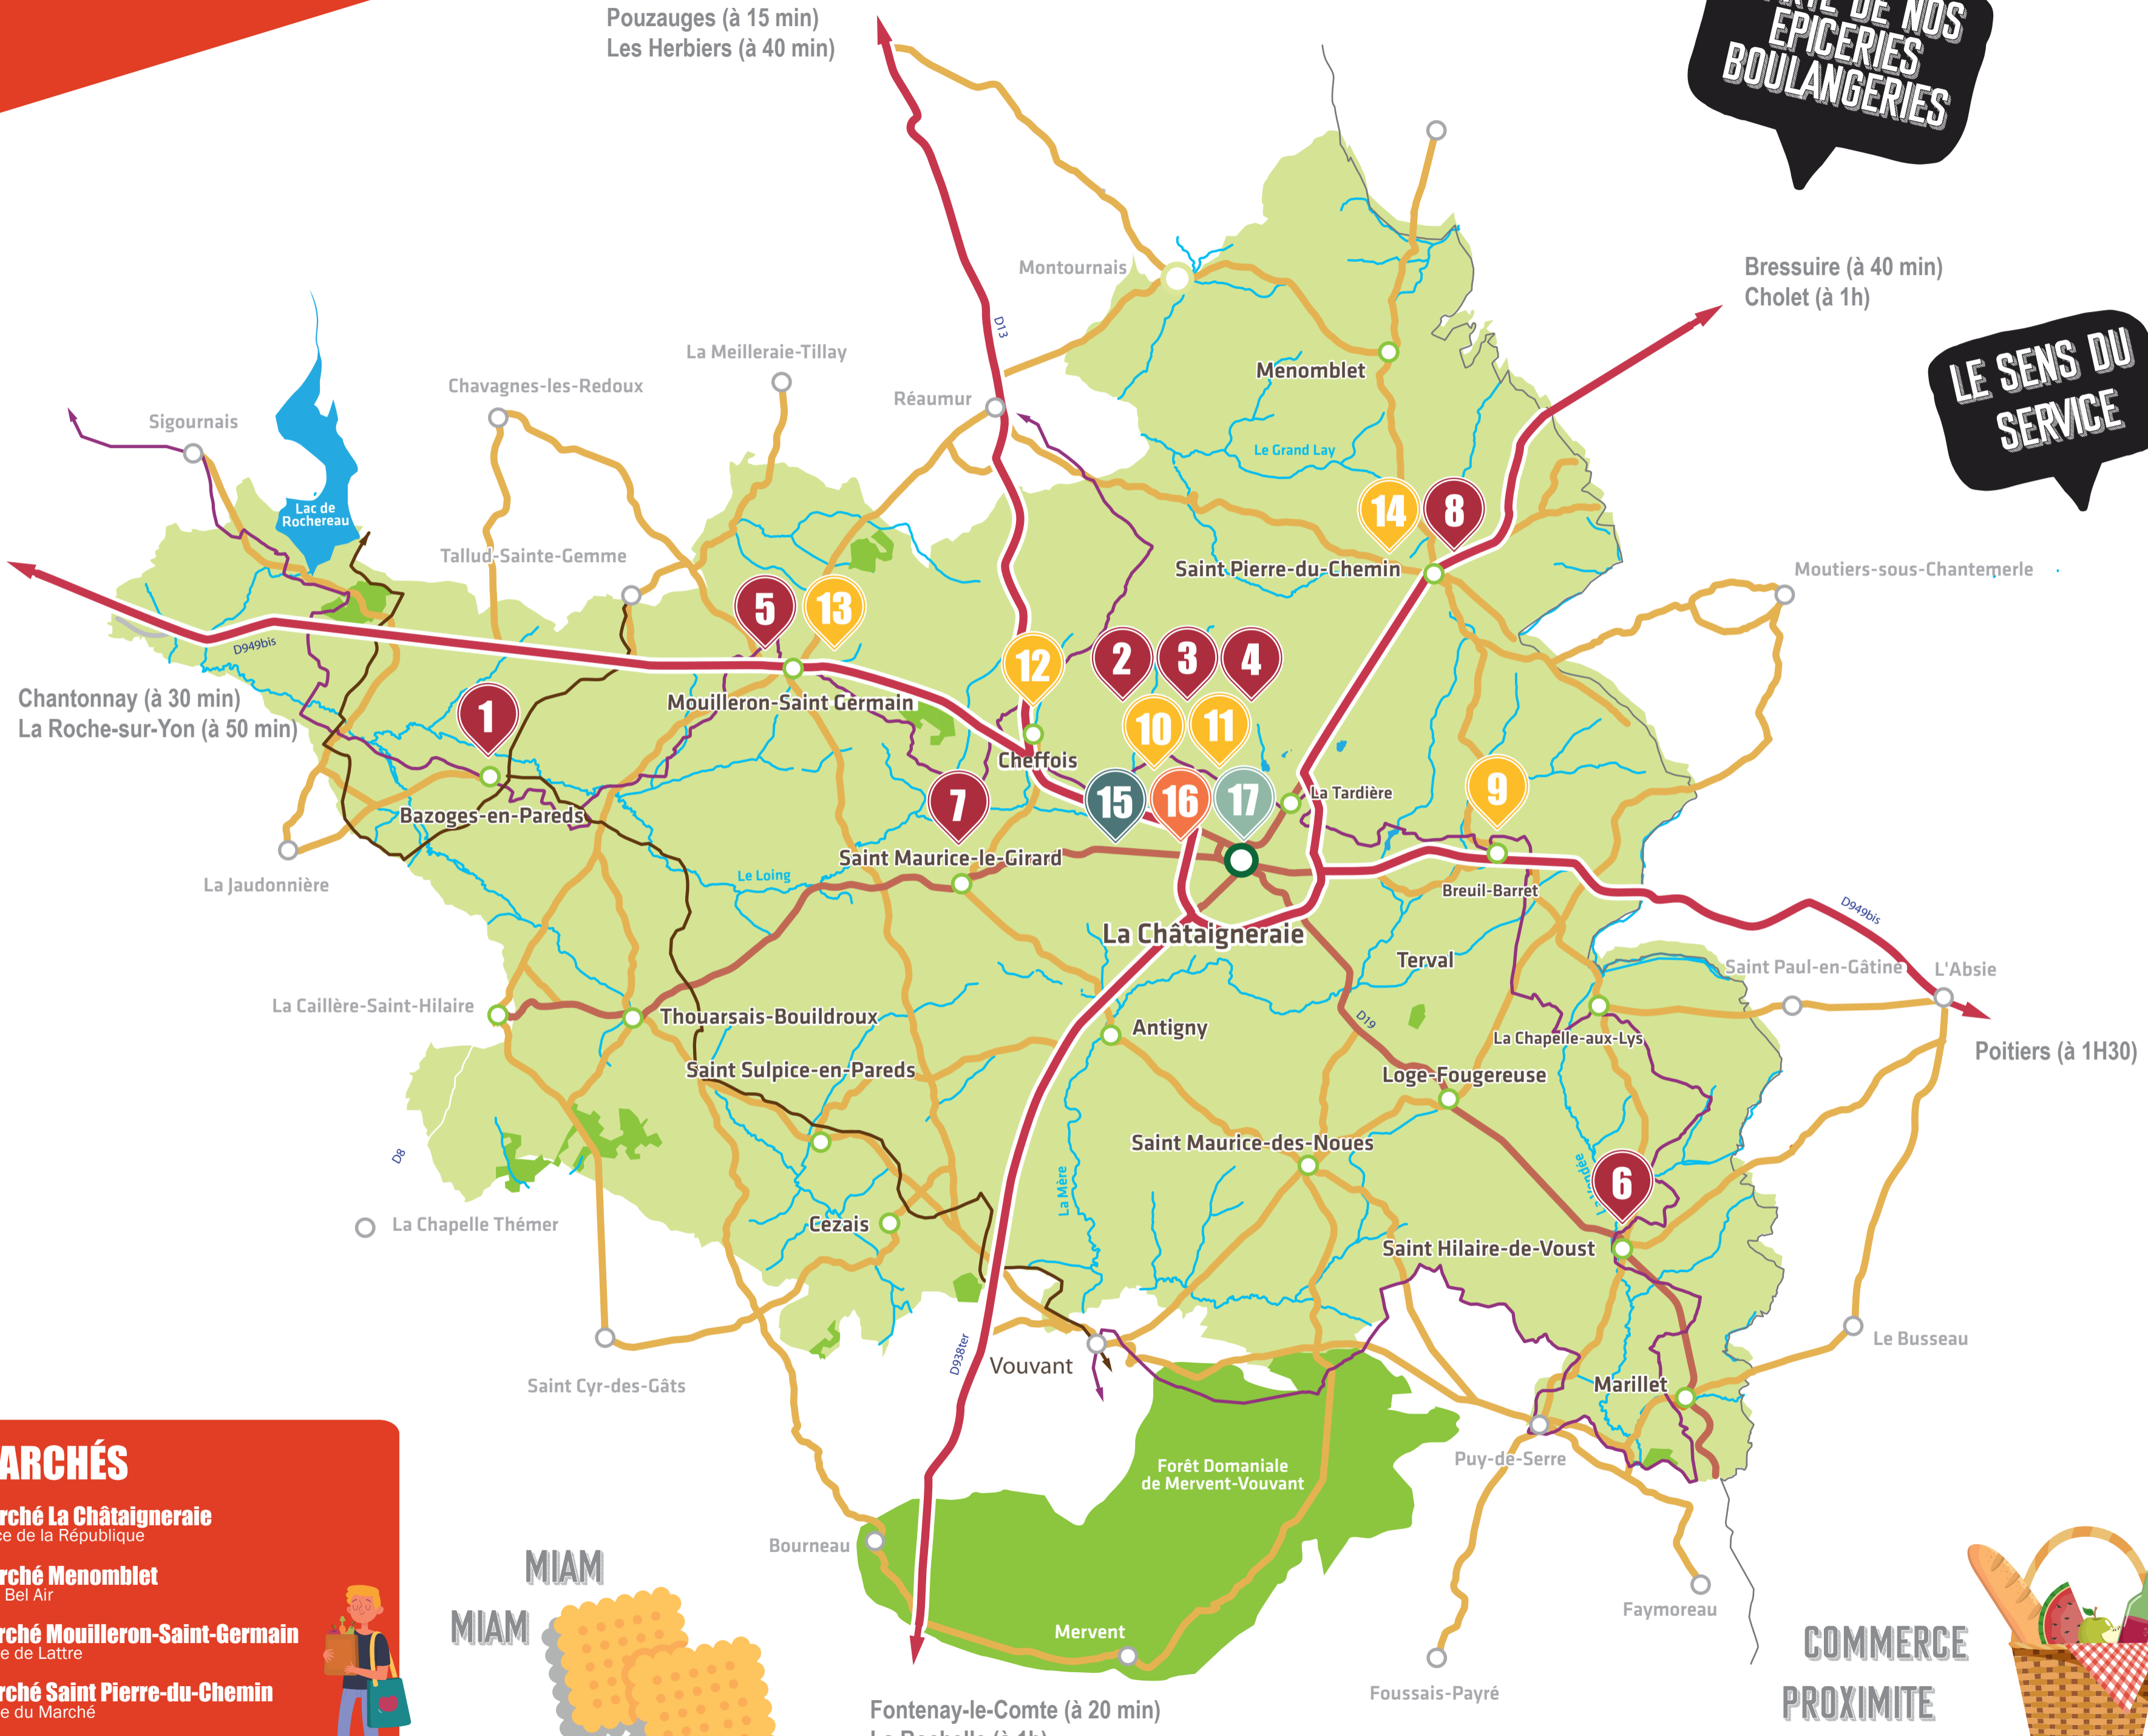 Pouzauges (à 15 min)
Les Herbiers (à 40 min)
DE NOS
ÉPICERIES
BOULANGERIES
Bressuire (à 40 min)
Cholet (à 1h)
LE SENS DU
SERVICE
Montournais
D13
La Meilleraie-Tillay
Menomblet
Chavagnes-les-Redoux
Réaumur
Sigournais
Le Grand Lay
Lac de
Rochereau
14
8
Tallud-Sainte-Gemme
Saint Pierre-du-Chemin
Moutiers-sous-Chantemerle
5
13
D949bis
12
2
3
4
Chantonnay (à 30 min)
La Roche-sur-Yon (à 50 min)
Mouilleron-Saint Germain
1
10
11
Cheffois
9
7
15
16
17
La Tardière
Bazoges-en-Pareds
Saint Maurice-le-Girard
Le Loing
La Jaudonnière
Breuil-Barret
D949bis
La Châtaigneraie
Terval
Saint Paul-en-Gâtine
L'Absie
La Caillère-Saint-Hilaire
Thouarsais-Bouildroux
Antigny
D19
La Chapelle-aux-Lys
Poitiers (à 1H30)
Saint Sulpice-en-Pareds
Loge-Fougereuse
D8
Saint Maurice-des-Noues
La Mère
Vendée
6
La Chapelle Thémer
Cezais
Saint Hilaire-de-Voust
Le Busseau
D938ter
Vouvant
Saint Cyr-des-Gâts
Marillet
Puy-de-Serre
Forêt Domaniale
de Mervent-Vouvant
Bourneau
Mervent
Faymoreau
Foussais-Payré
ARCHÉS
rché La Châtaigneraie
ce de la République
rché Menomblet
Bel Air
rché Mouilleron-Saint-Germain
e de Lattre
rché Saint Pierre-du-Chemin
e du Marché
MIAM
MIAM
Fontenay-le-Comte (à 20 min)
COMMERCE
PROXIMITE